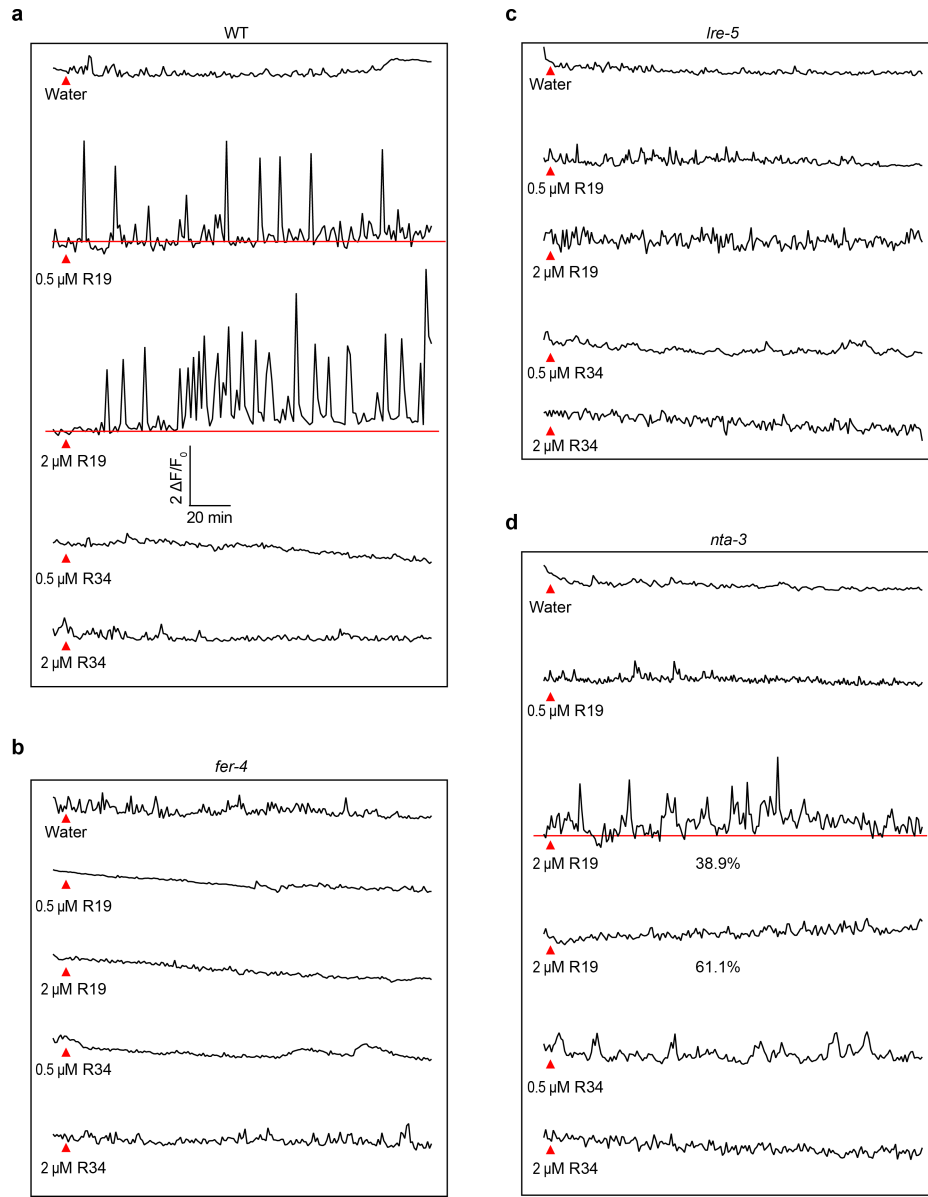 a
WT
Water
0.5 µM R19
2 µM R19
2 ΔF/F₀
20 min
0.5 µM R34
2 µM R34
b
fer-4
Water
0.5 µM R19
2 µM R19
0.5 µM R34
2 µM R34
c
lre-5
Water
0.5 µM R19
2 µM R19
0.5 µM R34
2 µM R34
d
nta-3
Water
0.5 µM R19
2 µM R19 38.9%
2 µM R19 61.1%
0.5 µM R34
2 µM R34